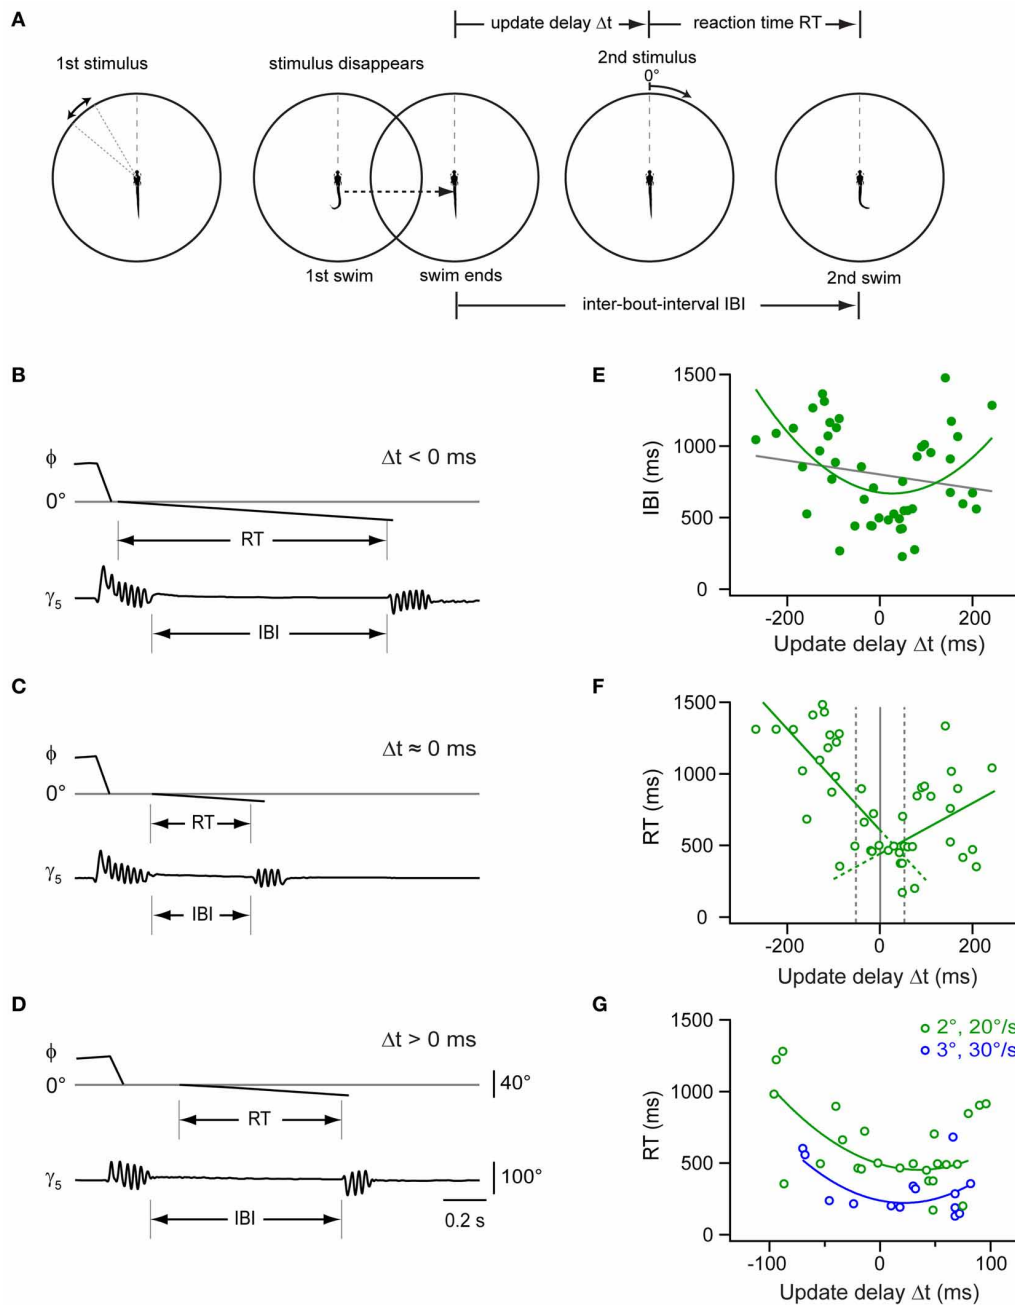 A
update delay Δt
reaction time RT
1st stimulus
stimulus disappears
2nd stimulus
0°
1st swim
swim ends
2nd swim
inter-bout-interval IBI
B
ϕ
Δt < 0 ms
0°
RT
γ5
IBI
C
ϕ
Δt ≈ 0 ms
0°
RT
γ5
IBI
D
ϕ
Δt > 0 ms
0°
40°
RT
γ5
100°
IBI
0.2 s
E
1500
1000
500
0
IBI (ms)
-200
0
200
Update delay Δt (ms)
F
1500
1000
500
0
RT (ms)
-200
0
200
Update delay Δt (ms)
G
1500
2°, 20°/s
3°, 30°/s
1000
500
0
RT (ms)
-100
0
100
Update delay Δt (ms)